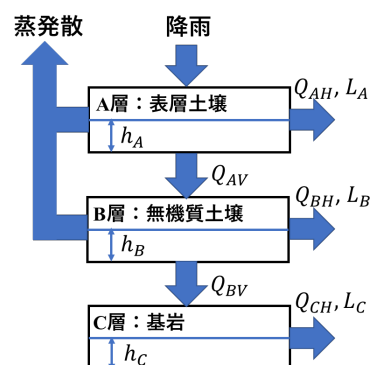 蒸発散
降雨
Q_AH, L_A
A層：表層土壌
h_A
Q_AV
Q_BH, L_B
B層：無機質土壌
h_B
Q_BV
Q_CH, L_C
C層：基岩
h_C